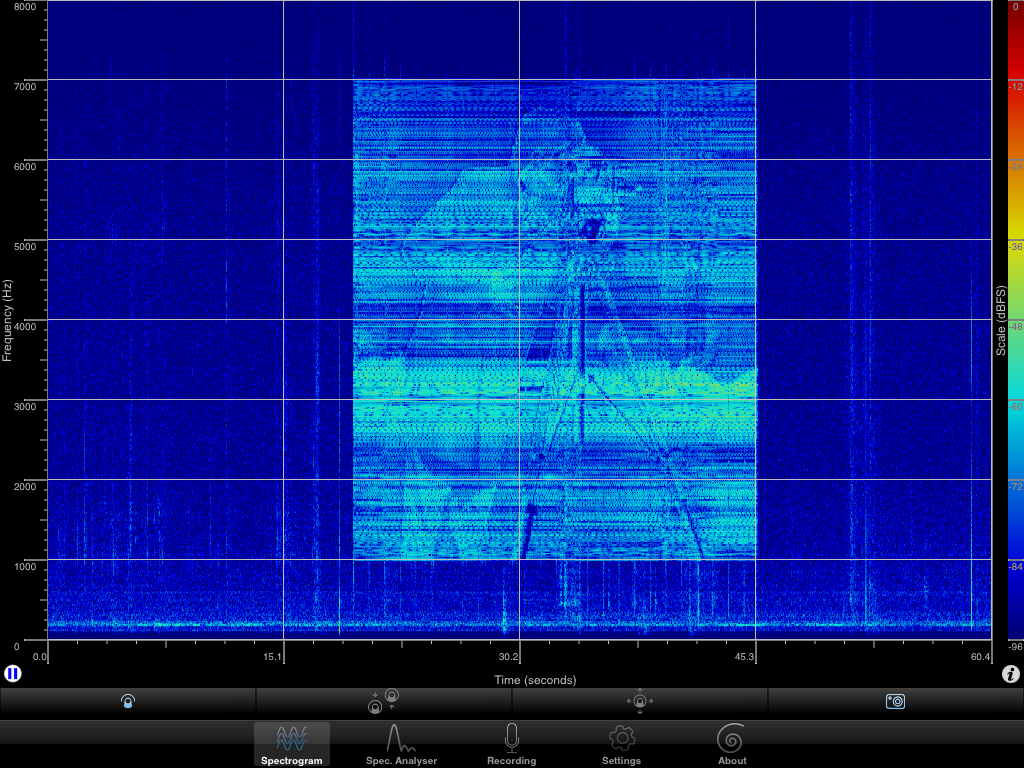 8000
7000
6000
5000
4000
3000
2000
1000
0
Frequency (Hz)
0.0
15.1
30.2
45.3
60.4
Time (seconds)
0
-12
-24
-36
-48
-60
-72
-84
-96
Scale (dBFS)
i
Spectrogram
Spec. Analyser
Recording
Settings
About